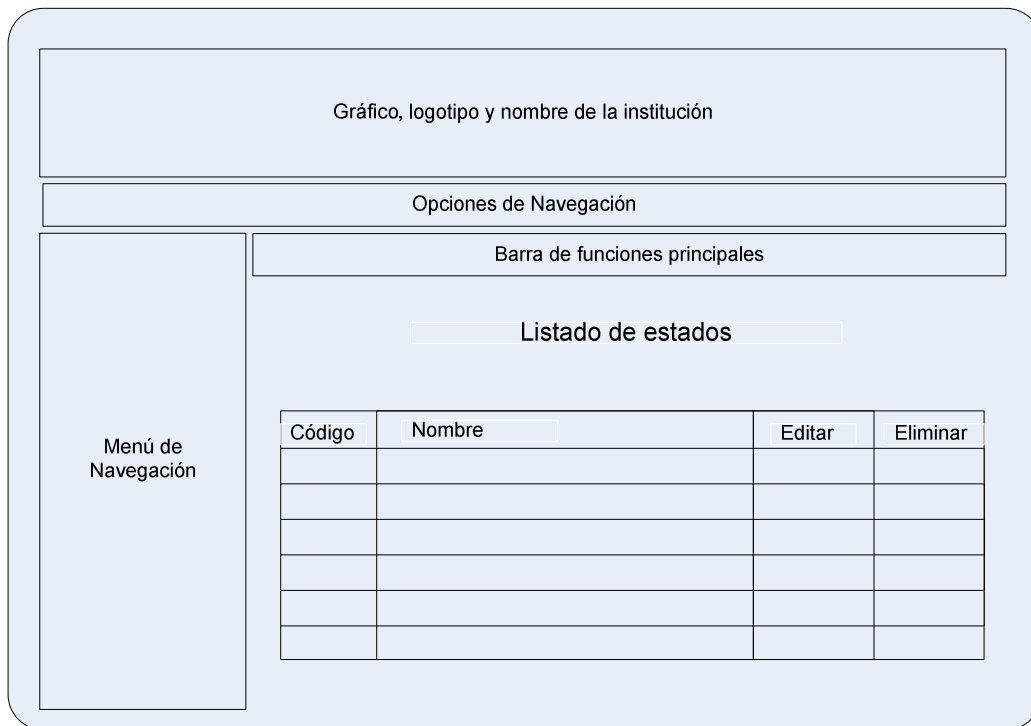 Gráfico, logotipo y nombre de la institución
Opciones de Navegación
Barra de funciones principales
Listado de estados
Menú de
Navegación
Código Nombre Editar Eliminar